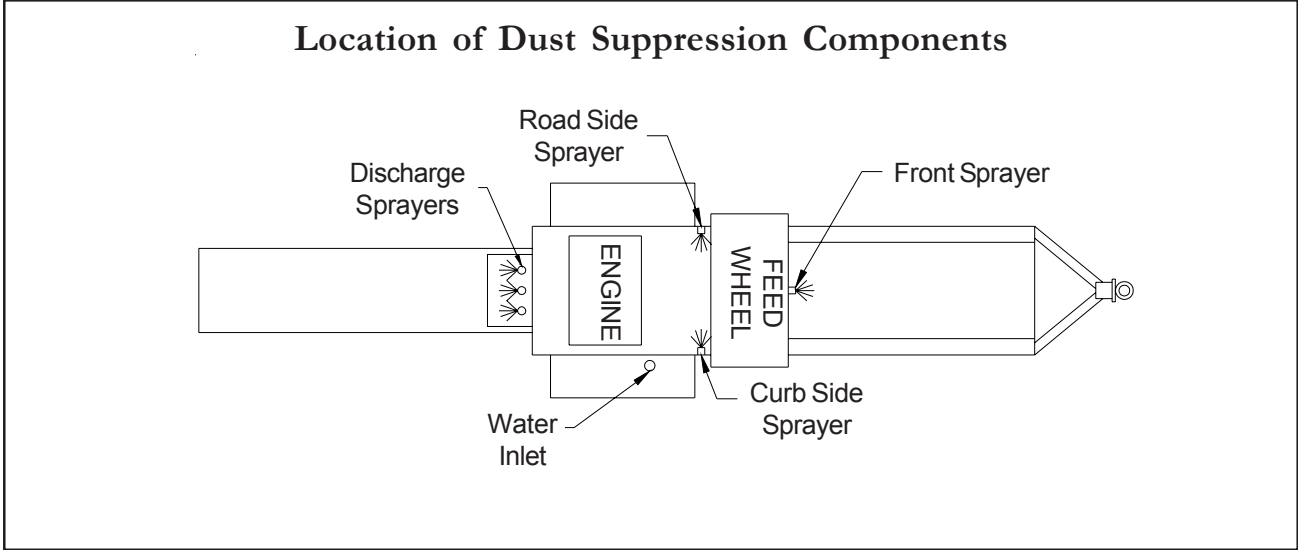 Location of Dust Suppression Components
Road Side
Sprayer
Discharge
Sprayers
Front Sprayer
ENGINE
FEED
WHEEL
Curb Side
Sprayer
Water
Inlet